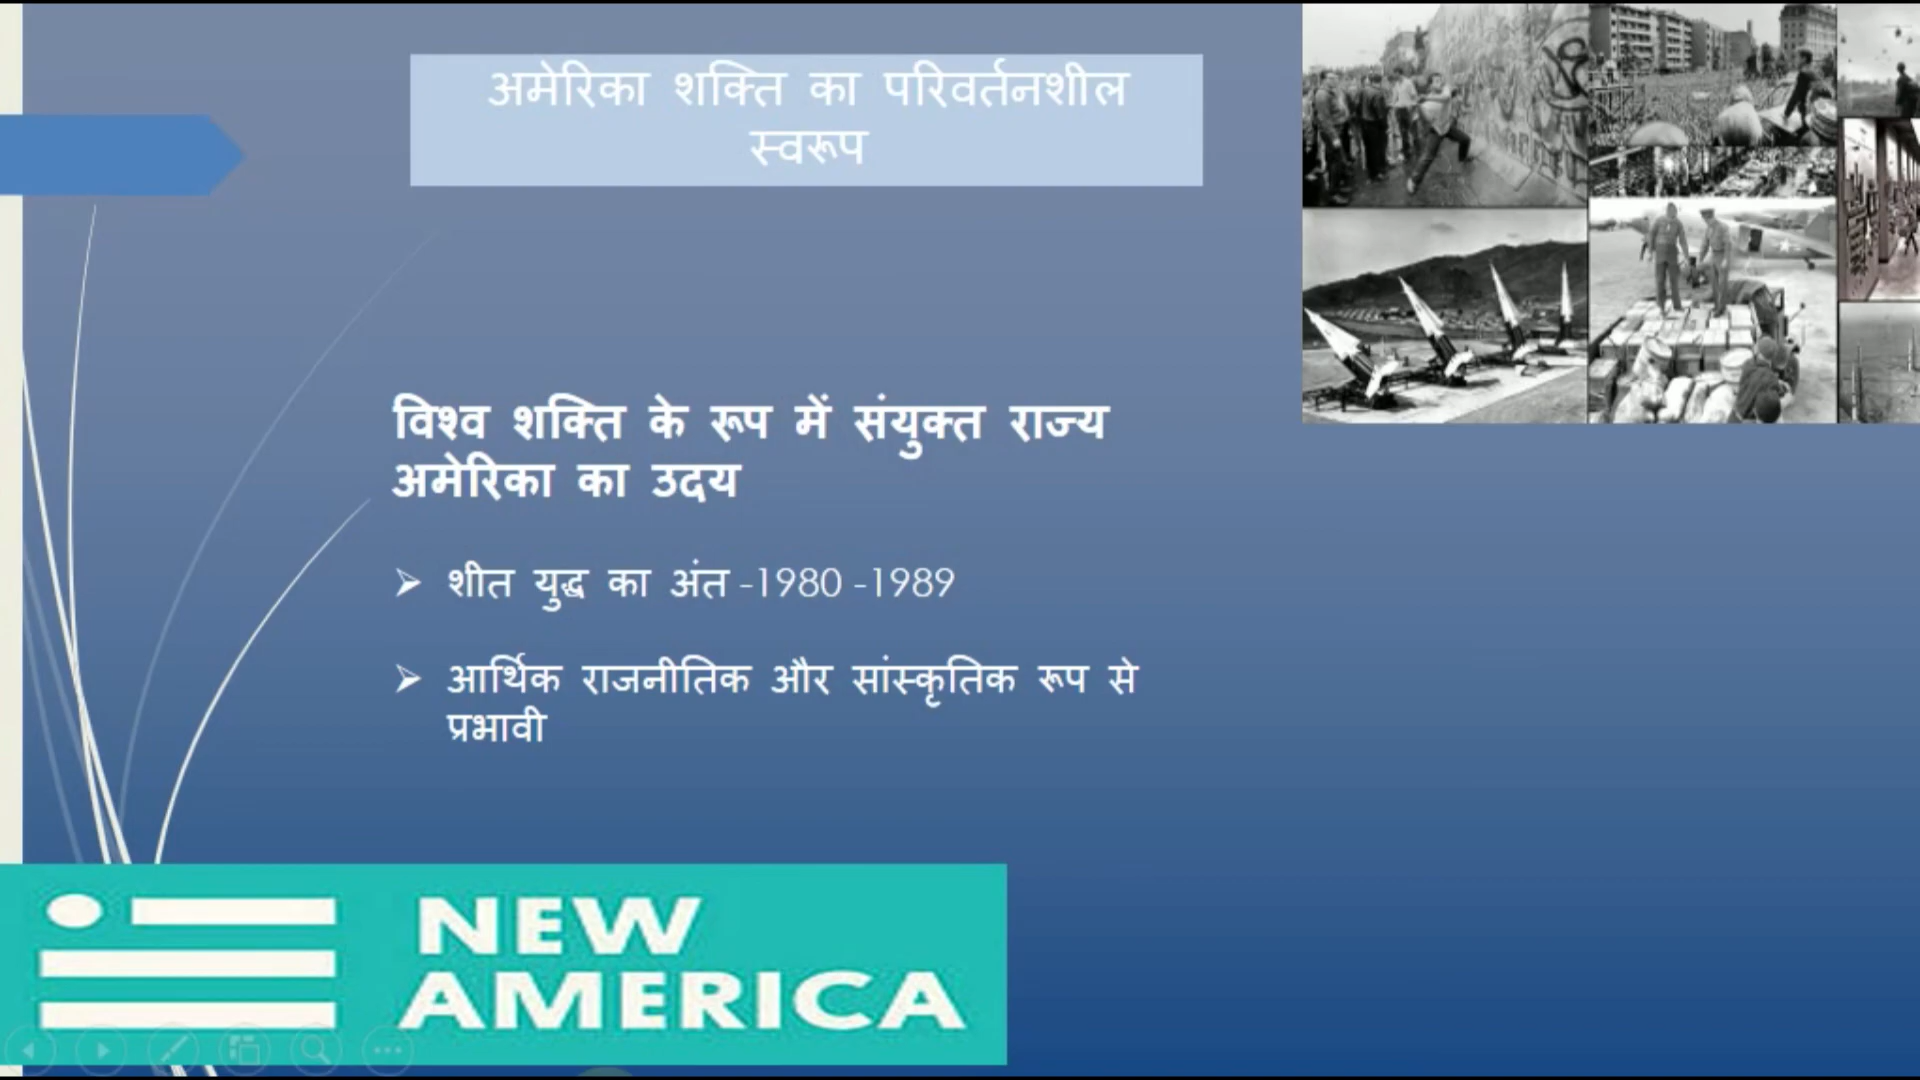 अमेरिका शक्ति का परिवर्तनशील
स्वरूप
विश्व शक्ति के रूप में संयुक्त राज्य
अमेरिका का उदय
➢ शीत युद्ध का अंत -1980 -1989
➢ आर्थिक राजनीतिक और सांस्कृतिक रूप से
प्रभावी
NEW
AMERICA